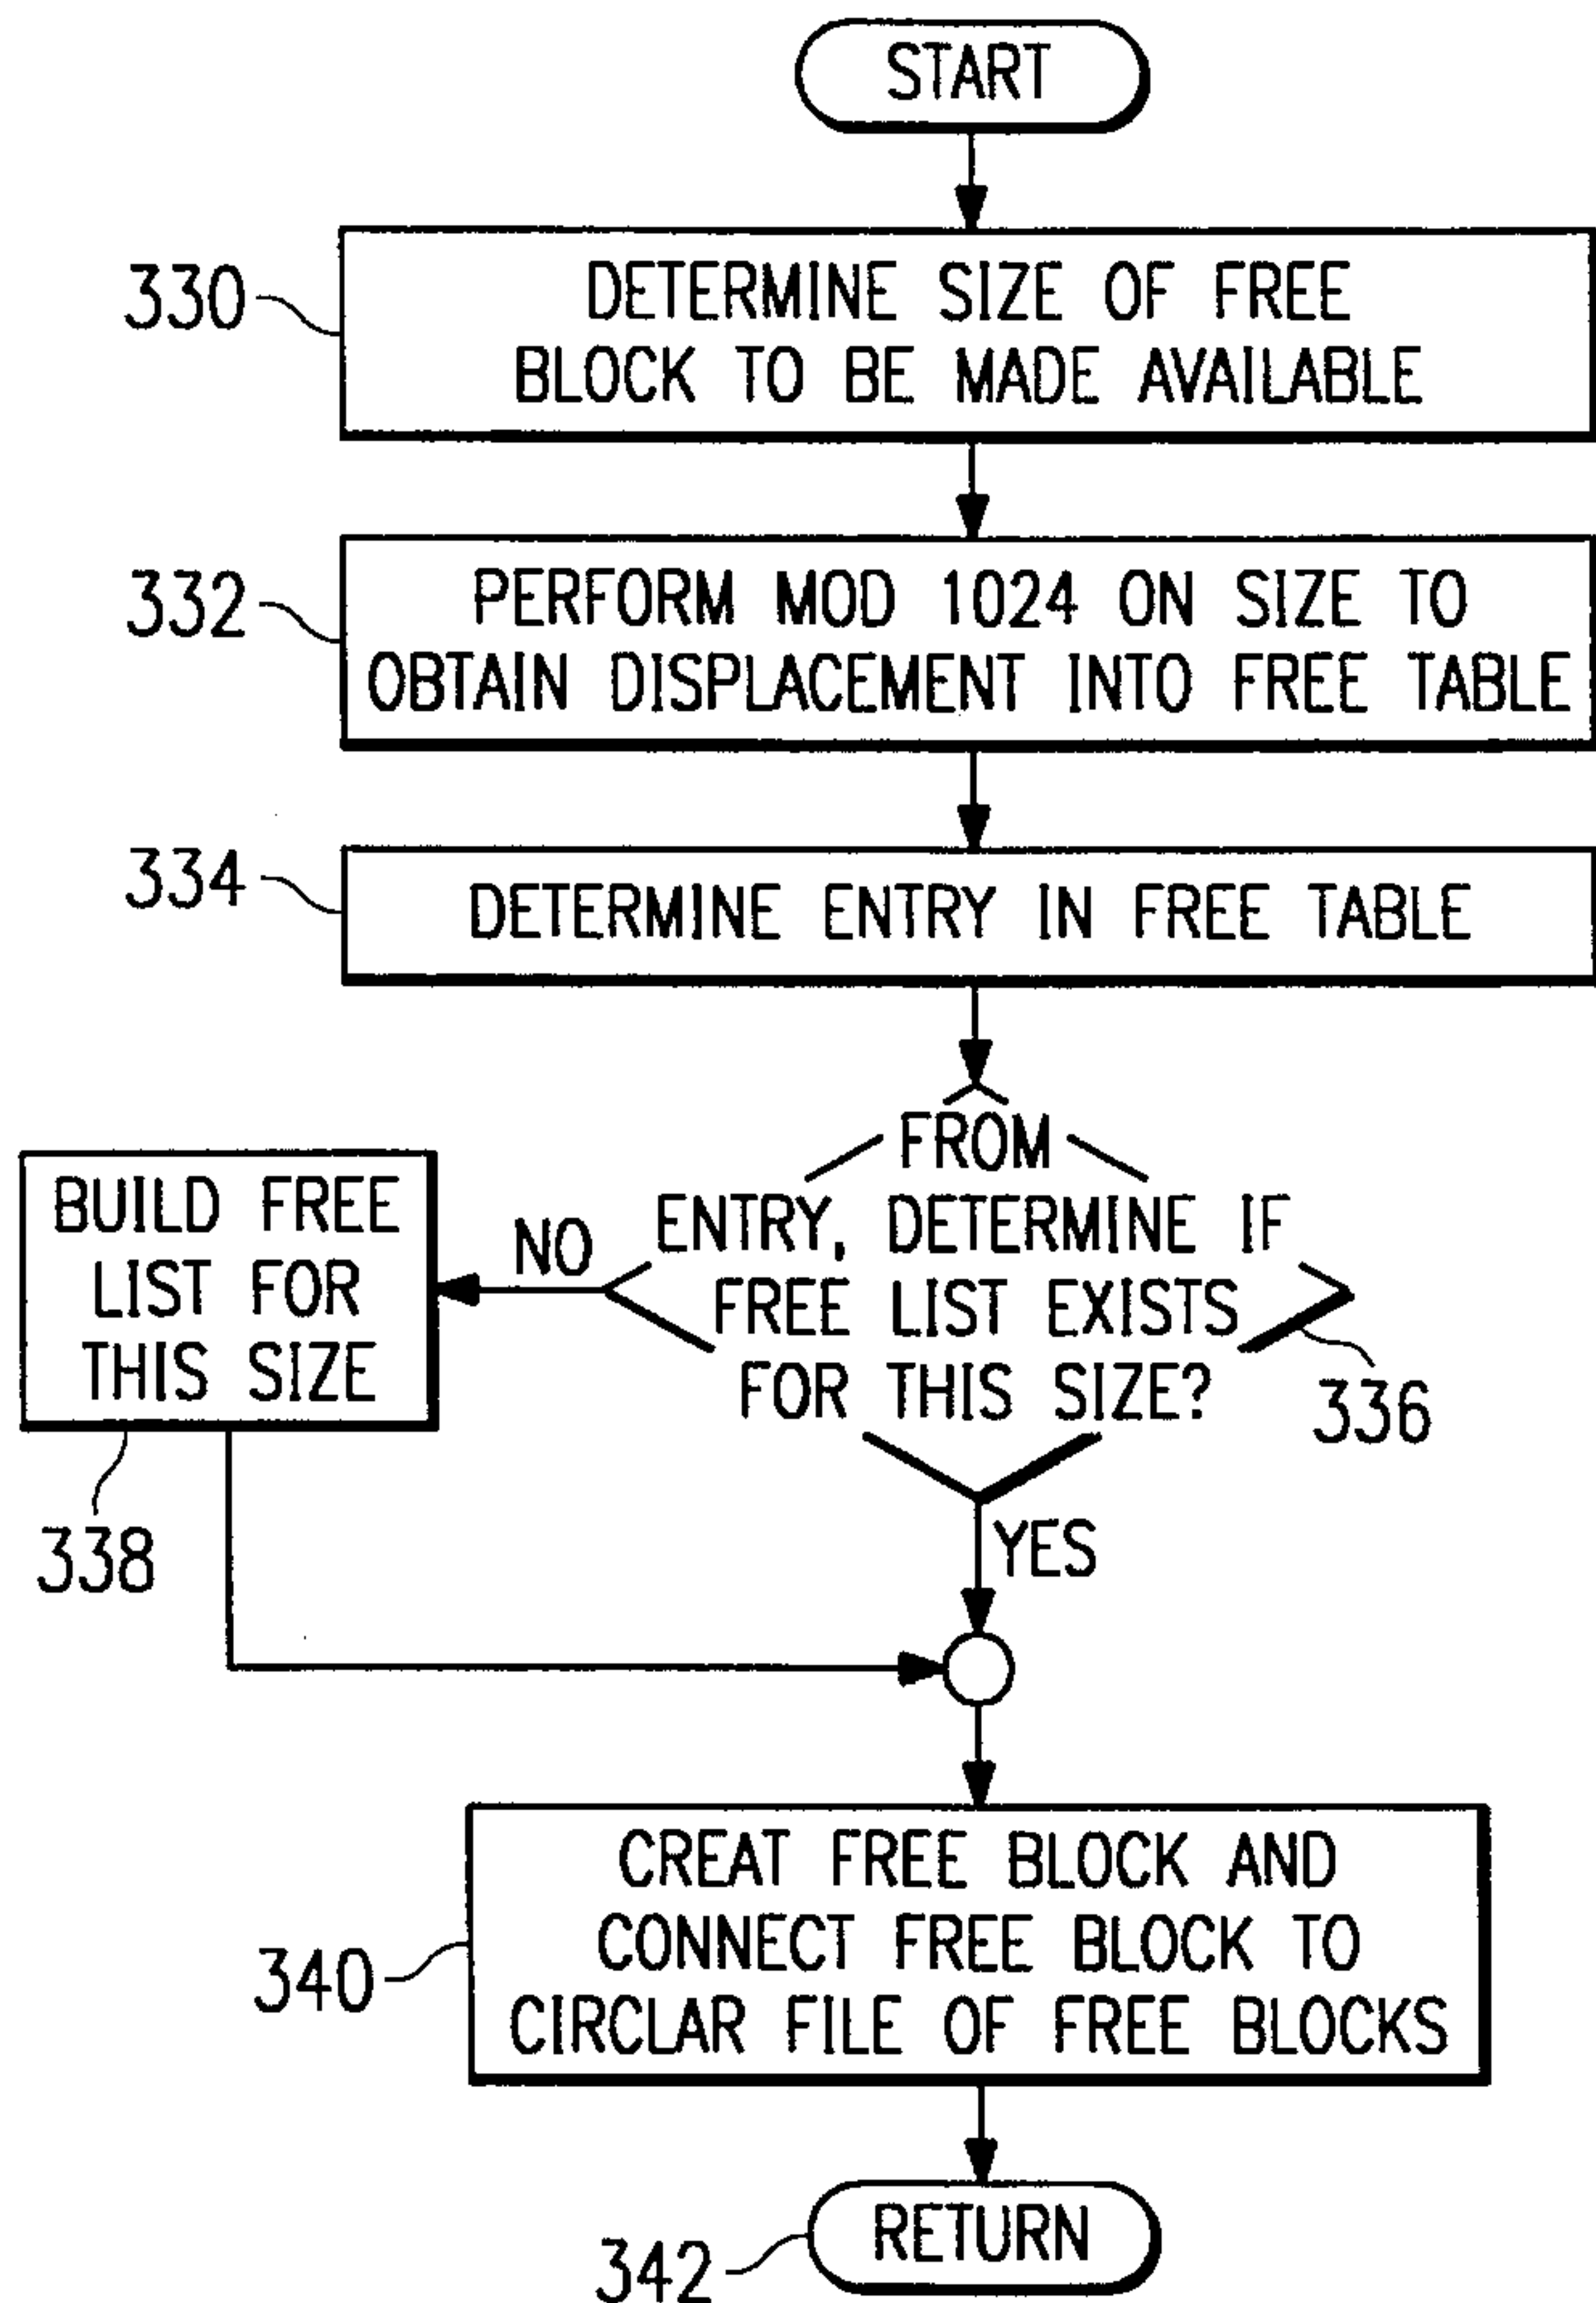 START
330
DETERMINE SIZE OF FREE
BLOCK TO BE MADE AVAILABLE
332
PERFORM MOD 1024 ON SIZE TO
OBTAIN DISPLACEMENT INTO FREE TABLE
334
DETERMINE ENTRY IN FREE TABLE
FROM
ENTRY, DETERMINE IF
FREE LIST EXISTS
FOR THIS SIZE?
336
NO
BUILD FREE
LIST FOR
THIS SIZE
338
YES
CREAT FREE BLOCK AND
CONNECT FREE BLOCK TO
CIRCLAR FILE OF FREE BLOCKS
340
RETURN
342